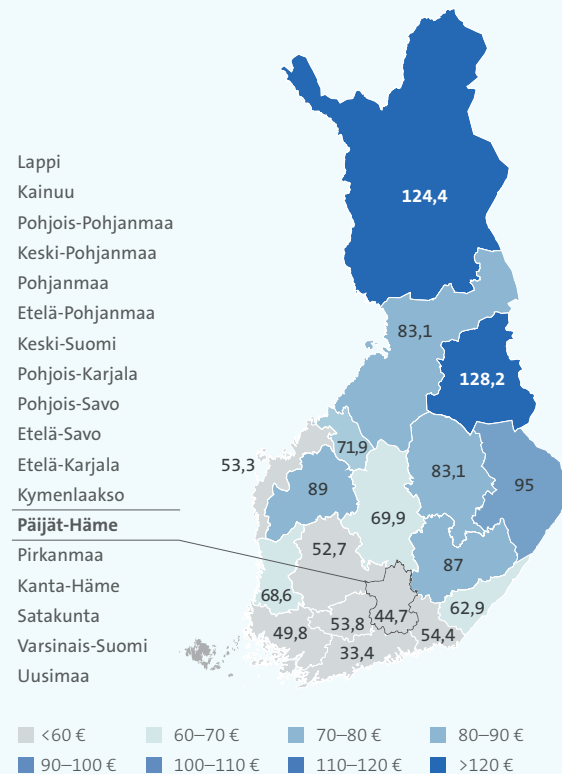 Lappi
Kainuu
Pohjois-Pohjanmaa
Keski-Pohjanmaa
Pohjanmaa
Etelä-Pohjanmaa
Keski-Suomi
Pohjois-Karjala
Pohjois-Savo
Etelä-Savo
Etelä-Karjala
Kymenlaakso
Päijät-Häme
Pirkanmaa
Kanta-Häme
Satakunta
Varsinais-Suomi
Uusimaa
124,4
83,1
128,2
71,9
53,3
83,1
95
89
69,9
52,7
87
68,6
62,9
44,7
53,8
49,8
54,4
33,4
<60 € 60–70 € 70–80 € 80–90 €
90–100 € 100–110 € 110–120 € >120 €